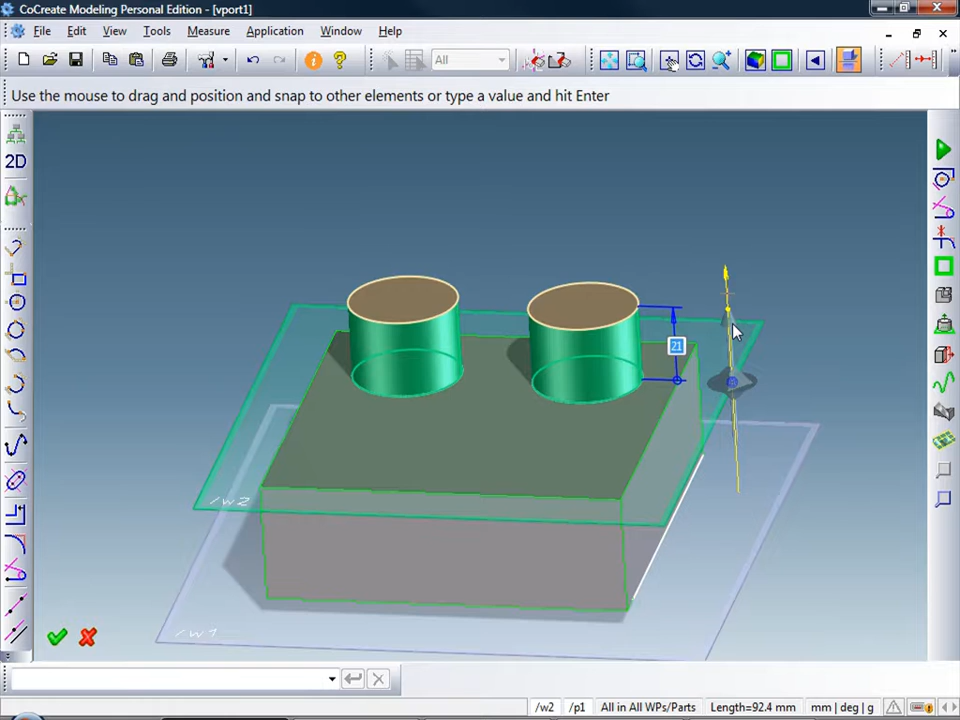 CoCreate Modeling Personal Edition - [vport1]
File Edit View Tools Measure Application Window Help
All
Use the mouse to drag and position and snap to other elements or type a value and hit Enter
2D
21
/w2
/w1
/w2 /p1 All in All WPs/Parts Length=92.4 mm mm | deg | g